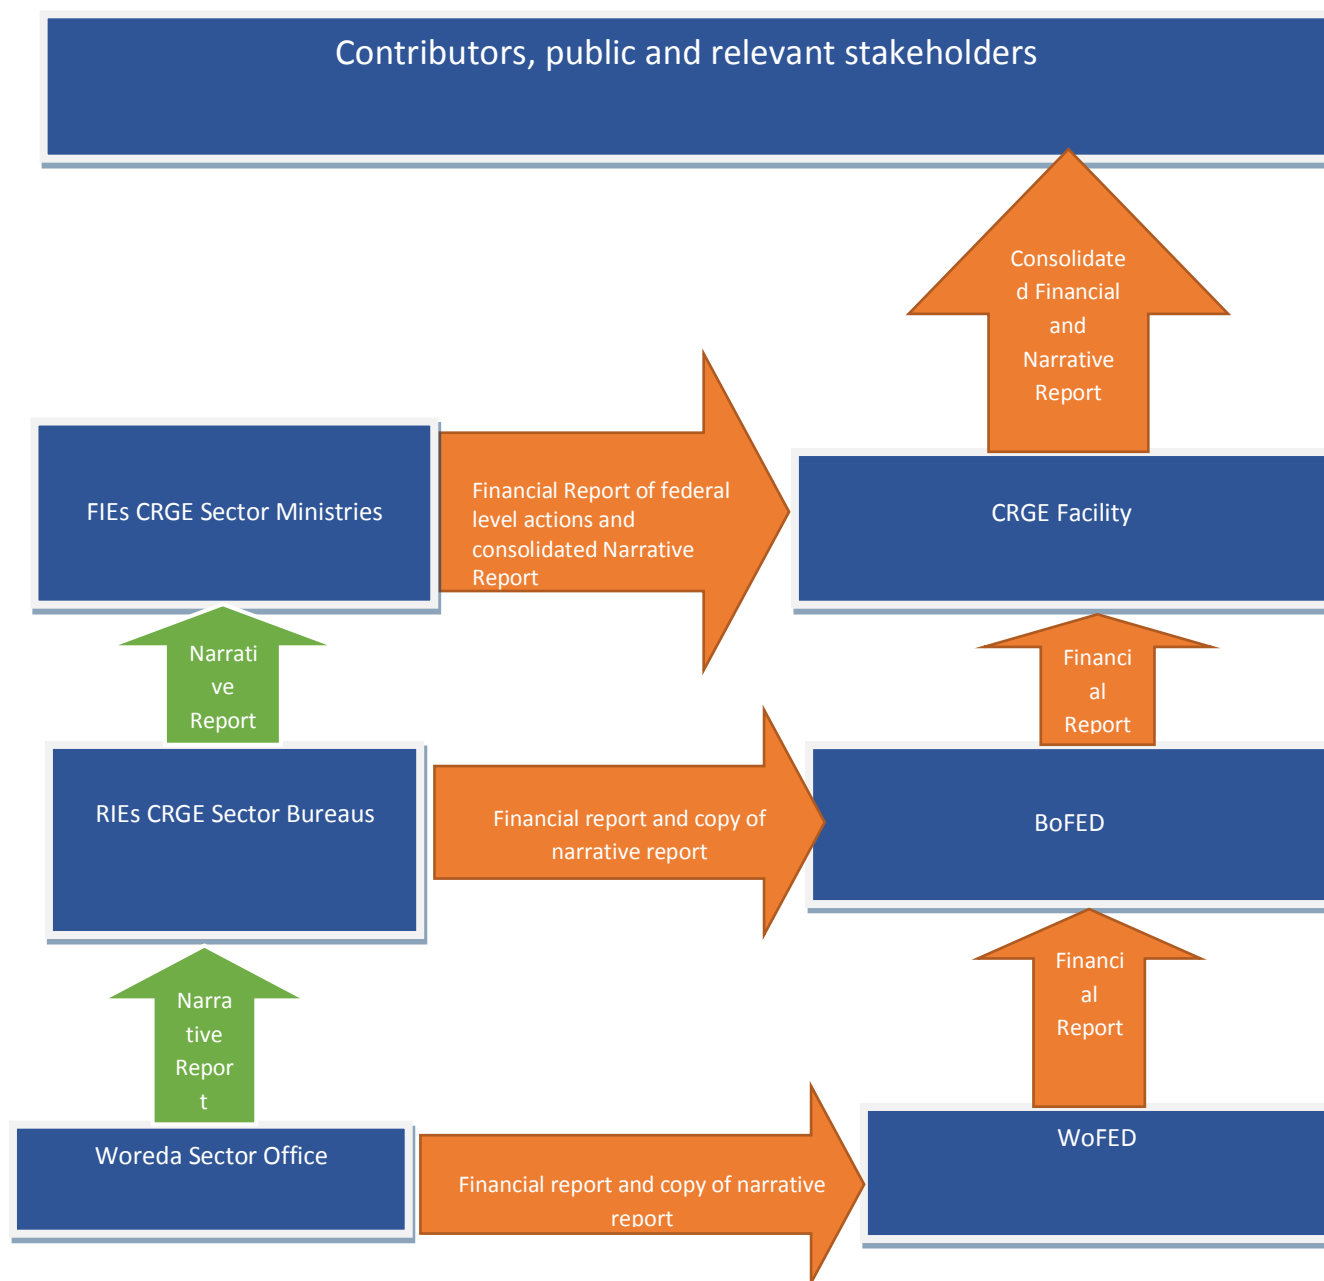 Contributors, public and relevant stakeholders
Consolidate
d Financial
and
Narrative
Report
FIEs CRGE Sector Ministries
Financial Report of federal
level actions and
consolidated Narrative
Report
CRGE Facility
Narrati
ve
Report
Financi
al
Report
RIEs CRGE Sector Bureaus
Financial report and copy of
narrative report
BoFED
Narra
tive
Repor
t
Financi
al
Report
Woreda Sector Office
Financial report and copy of narrative
report
WoFED